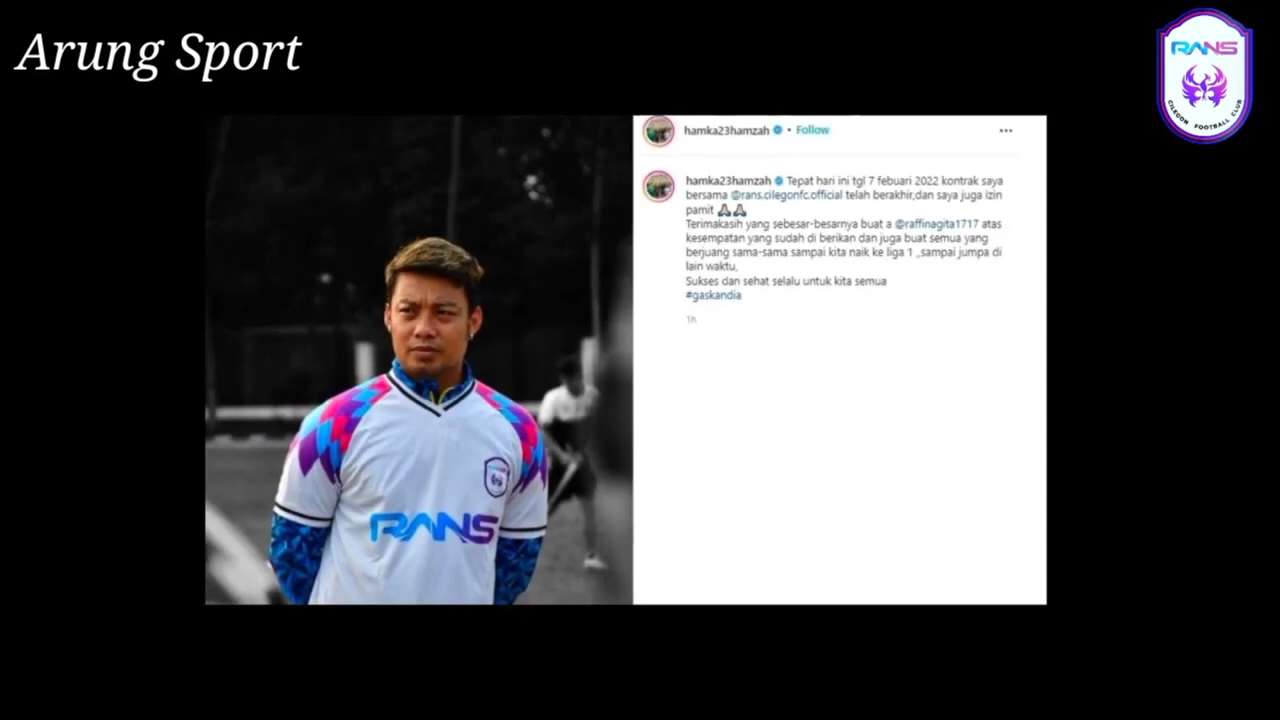 Arung Sport
RANS
CILEGON FOOTBALL CLUB
hamka23hamzah • Follow
hamka23hamzah Tepat hari ini tgl 7 febuari 2022 kontrak saya
bersama @rans.cilegonfc.official telah berakhir,dan saya juga izin
pamit 🙏🏻🙏🏻
Terimakasih yang sebesar-besarnya buat a @raffinagita1717 atas
kesempatan yang sudah di berikan dan juga buat semua yang
berjuang sama-sama sampai kita naik ke liga 1 ,,sampai jumpa di
lain waktu,
Sukses dan sehat selalu untuk kita semua
#gaskandia
1h
RANS